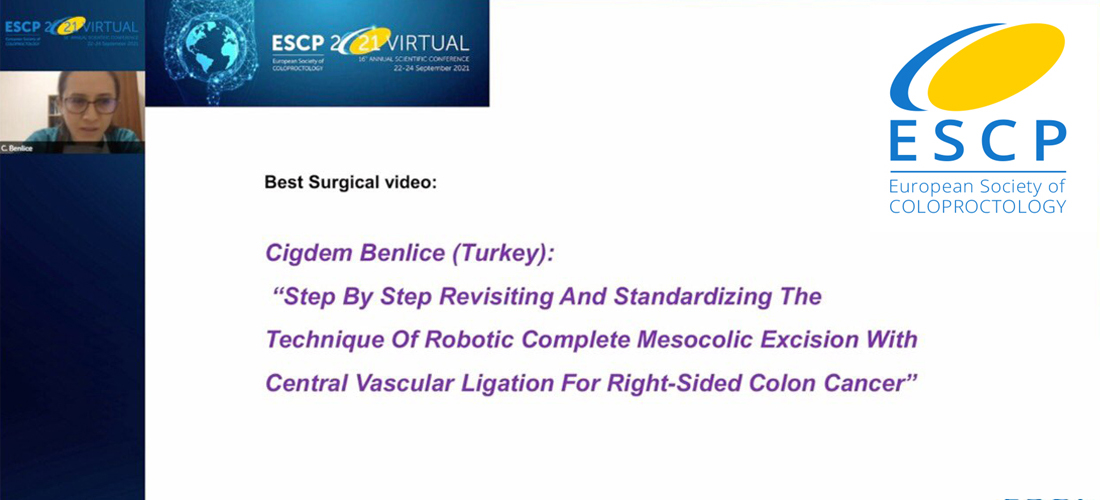 ESCP 2021 VIRTUAL
European Society of
COLOPROCTOLOGY
16TH ANNUAL SCIENTIFIC CONFERENCE
22-24 September 2021
C. Benlice
ESCP 2021 VIRTUAL
European Society of
COLOPROCTOLOGY
16TH ANNUAL SCIENTIFIC CONFERENCE
22-24 September 2021
ESCP
European Society of
COLOPROCTOLOGY
Best Surgical video:
Cigdem Benlice (Turkey):
“Step By Step Revisiting And Standardizing The
Technique Of Robotic Complete Mesocolic Excision With
Central Vascular Ligation For Right-Sided Colon Cancer”